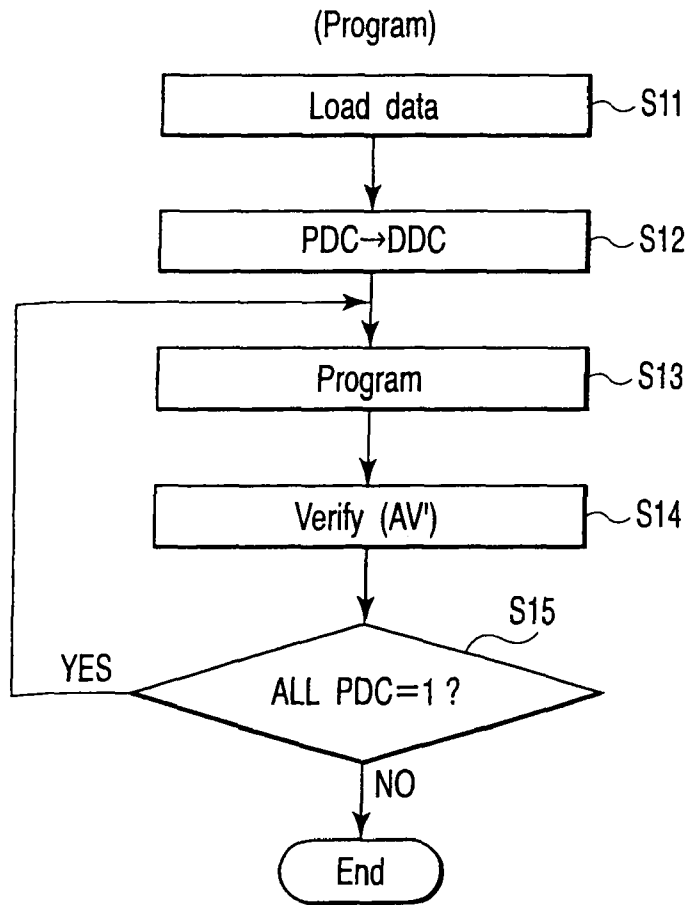 (Program)
Load data
S11
PDC→DDC
S12
Program
S13
Verify (AV')
S14
S15
ALL PDC=1 ?
YES
NO
End